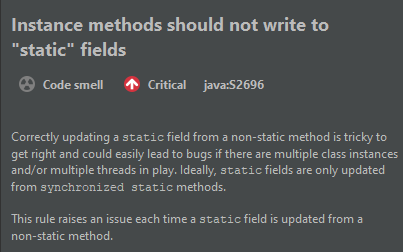 Instance methods should not write to
"static" fields
Code smell Critical java:S2696
Correctly updating a static field from a non-static method is tricky to
get right and could easily lead to bugs if there are multiple class instances
and/or multiple threads in play. Ideally, static fields are only updated
from synchronized static methods.
This rule raises an issue each time a static field is updated from a
non-static method.